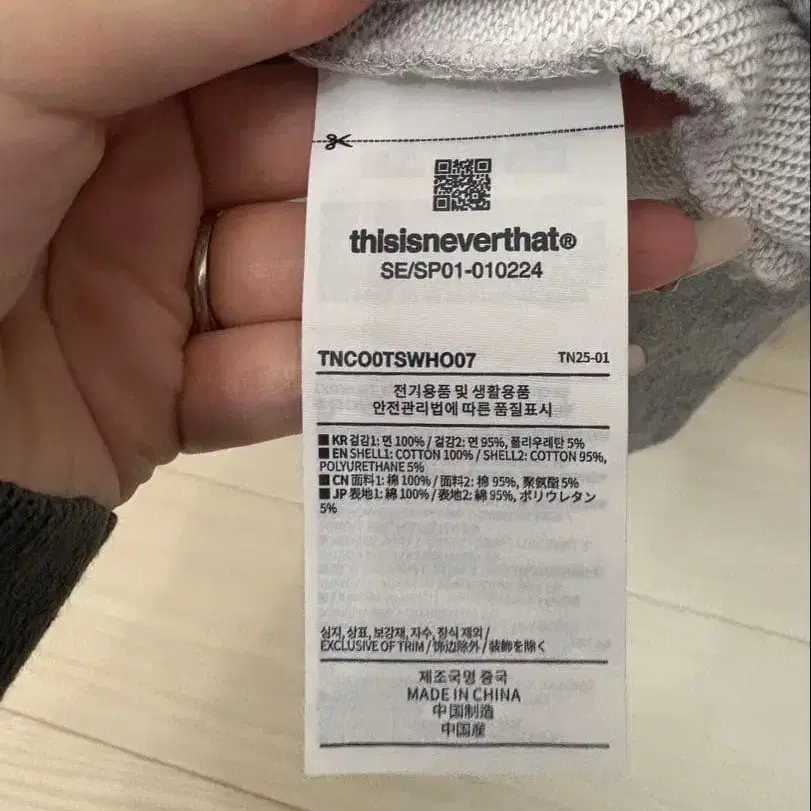 thisisneverthat®
SE/SP01-010224
TNCO0TSWHO07 TN25-01
전기용품 및 생활용품
안전관리법에 따른 품질표시
KR 겉감1: 면 100% / 겉감2: 면 95%, 폴리우레탄 5%
EN SHELL1: COTTON 100% / SHELL2: COTTON 95%,
POLYURETHANE 5%
CN 面料1: 棉 100% / 面料2: 棉 95%, 聚氨酯 5%
JP 表地1: 綿 100% / 表地2: 綿 95%, ポリウレタン
5%
심지, 상표, 보강재, 자수, 장식 제외 /
EXCLUSIVE OF TRIM / 饰边除外 / 装飾を除く
제조국명 중국
MADE IN CHINA
中国制造
中国産